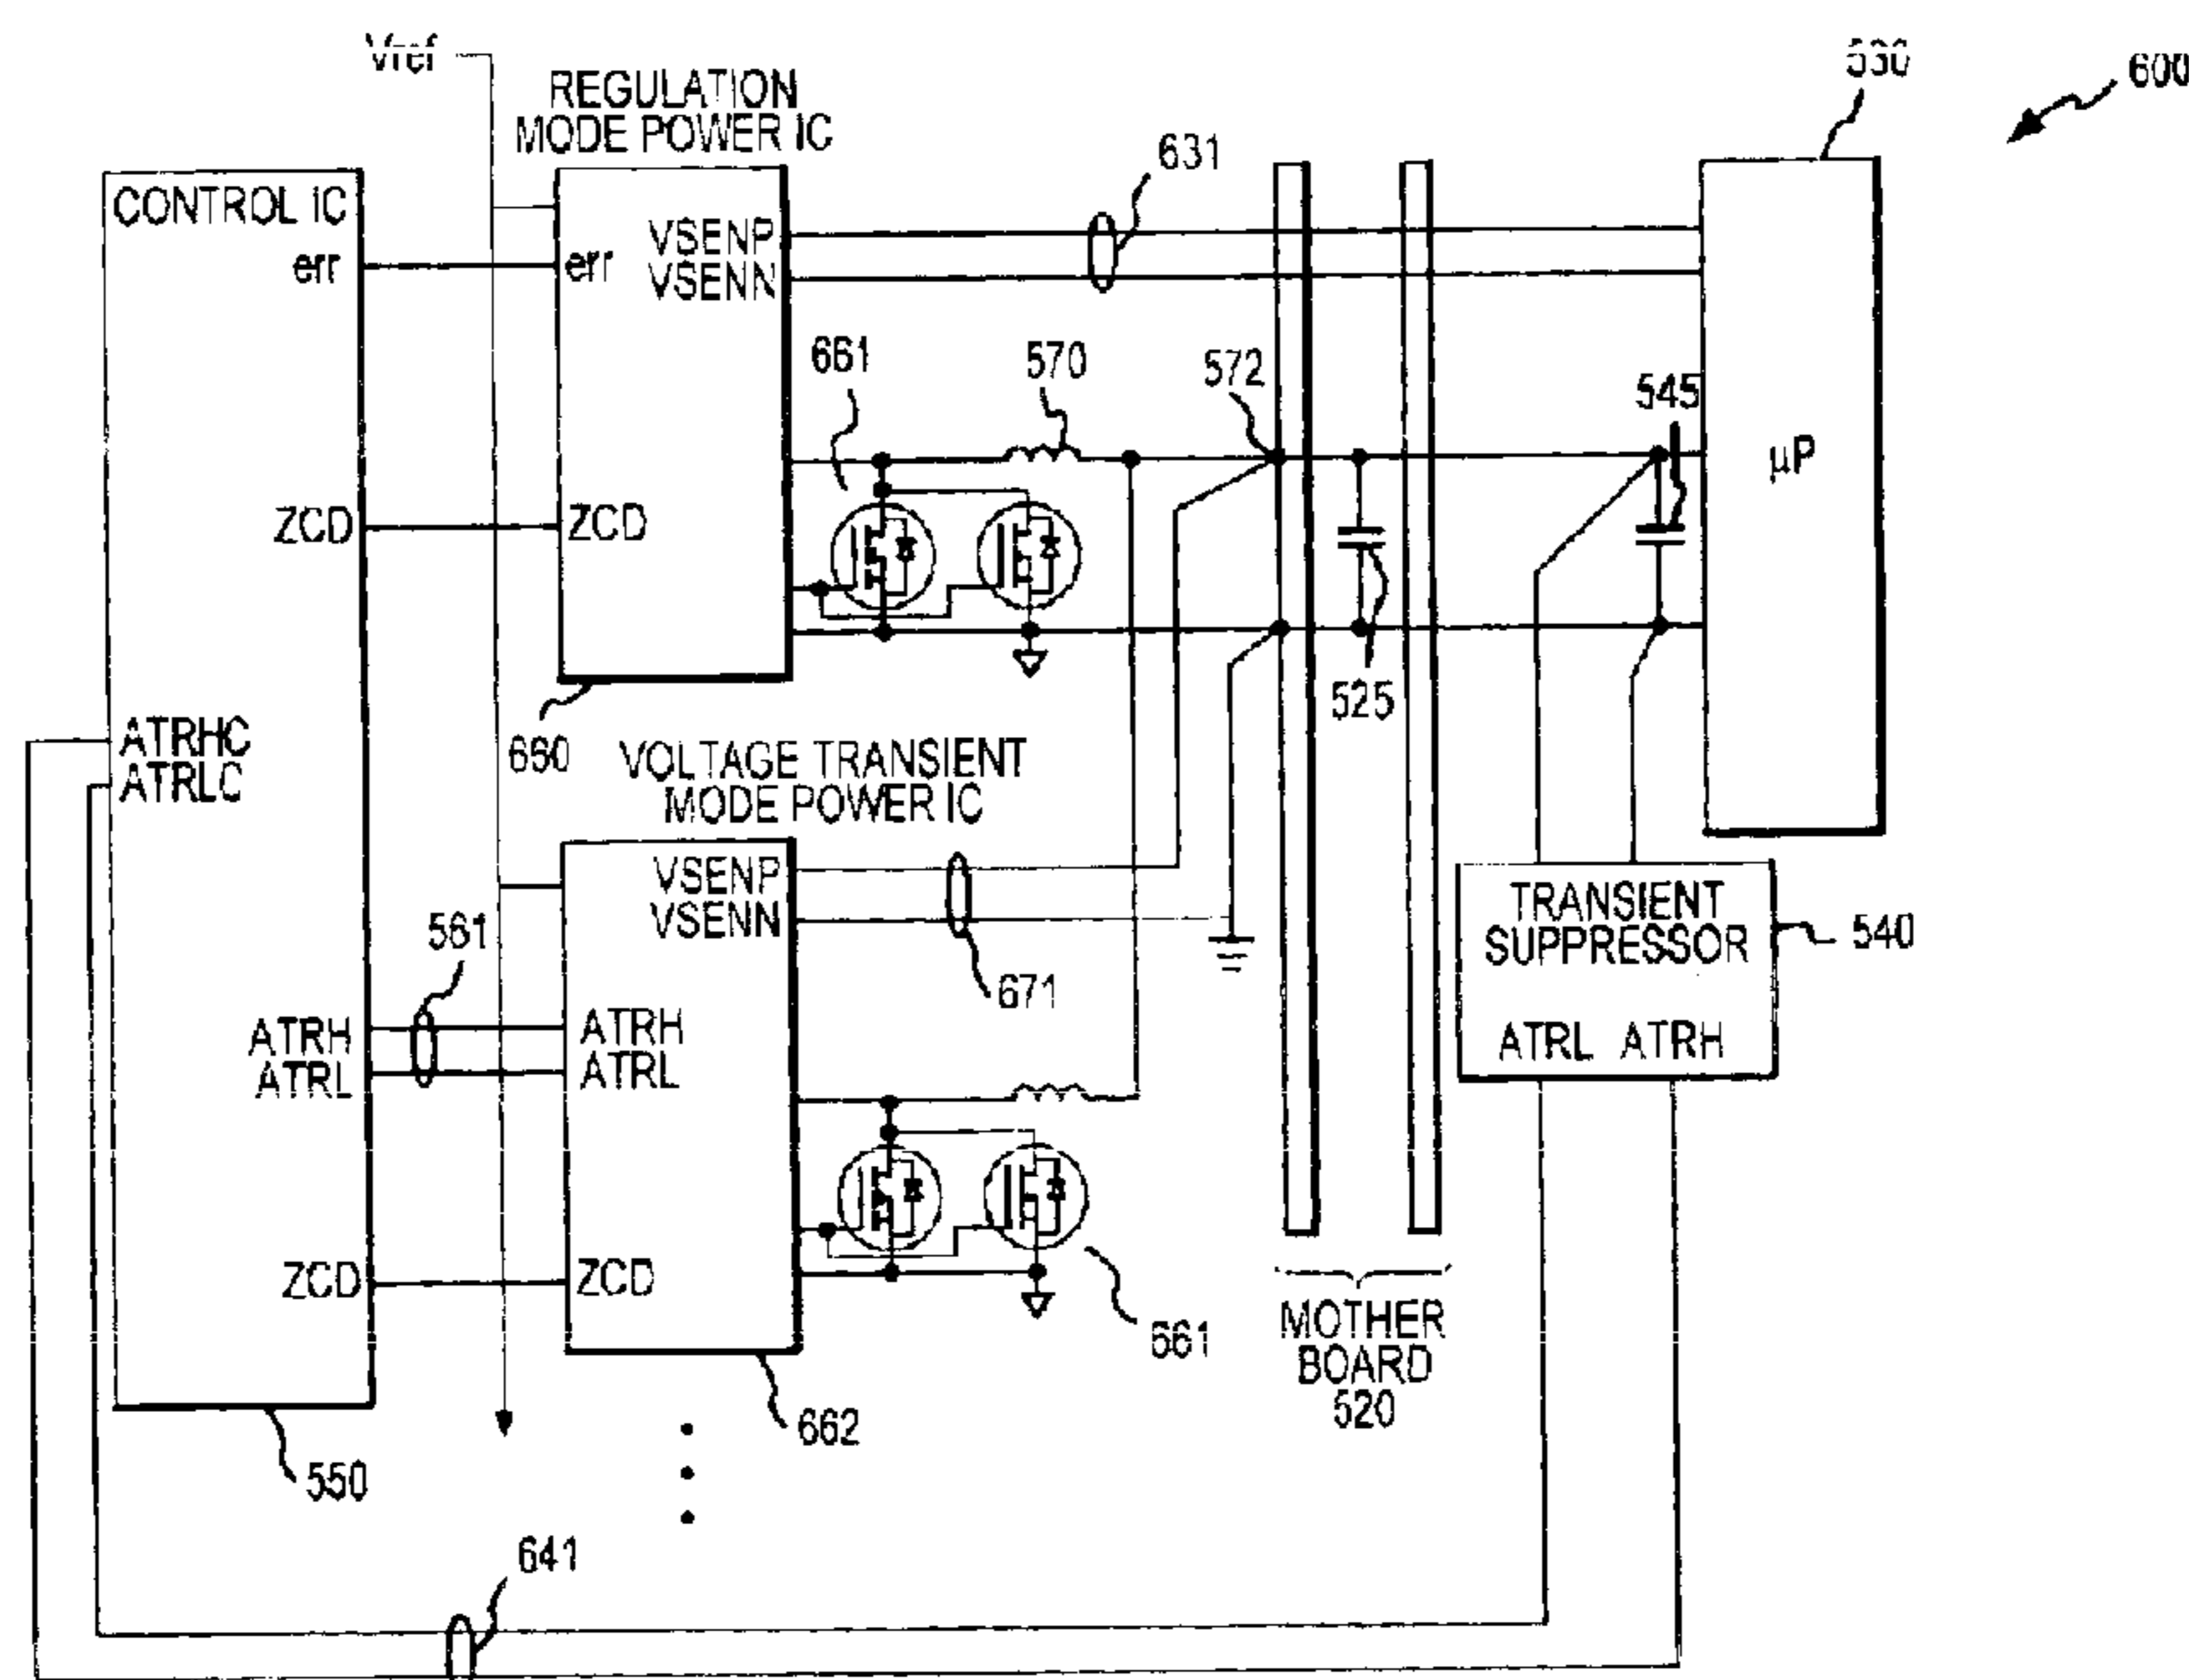 Vref
REGULATION
MODE POWER IC
530
600
631
CONTROL IC
err
err
VSENP
VSENN
661
570
572
545
µP
ZCD
ZCD
525
660
ATRHC
ATRLC
VOLTAGE TRANSIENT
MODE POWER IC
VSENP
VSENN
561
671
TRANSIENT
SUPPRESSOR
540
ATRL ATRH
ATRH
ATRL
ATRH
ATRL
ZCD
ZCD
661
MOTHER
BOARD
520
662
550
641